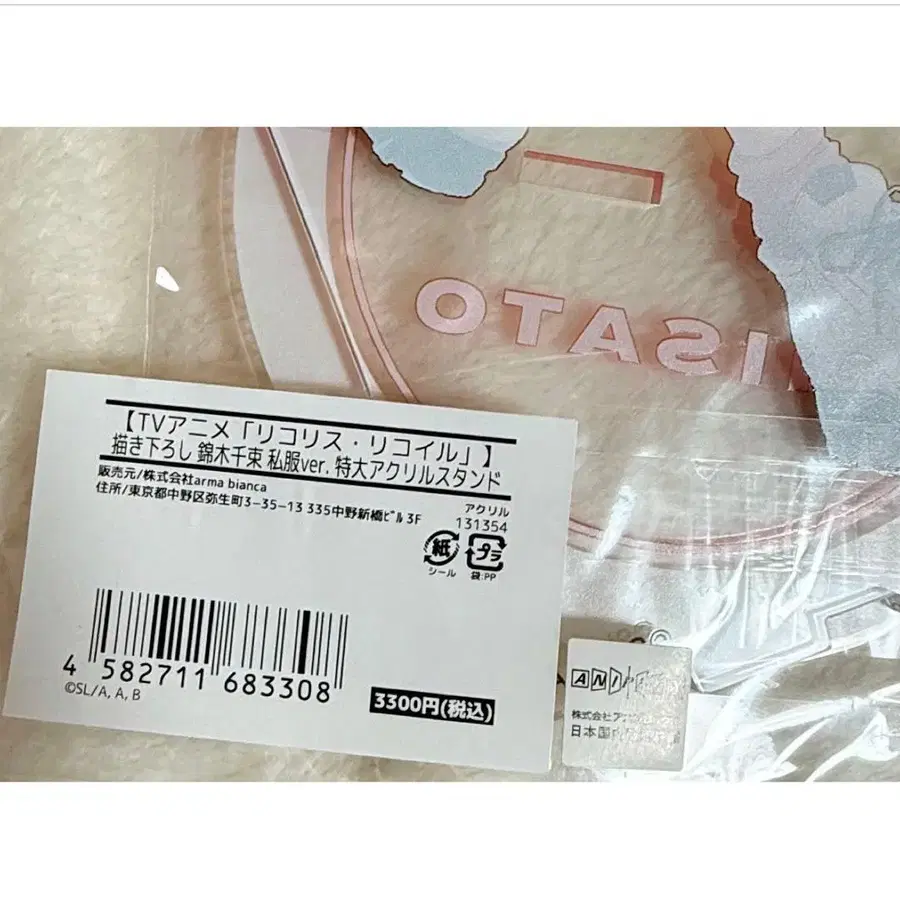 ISATO
【TVアニメ「リコリス・リコイル」】
描き下ろし 錦木千束 私服ver. 特大アクリルスタンド
販売元/株式会社arma bianca
住所/東京都中野区弥生町3-35-13 335中野新橋ﾋﾞﾙ 3F
アクリル
131354
紙 プラ
シール 袋:PP
4 582711 683308
©SL/A, A, B
3300円(税込)
株式会社
日本国内